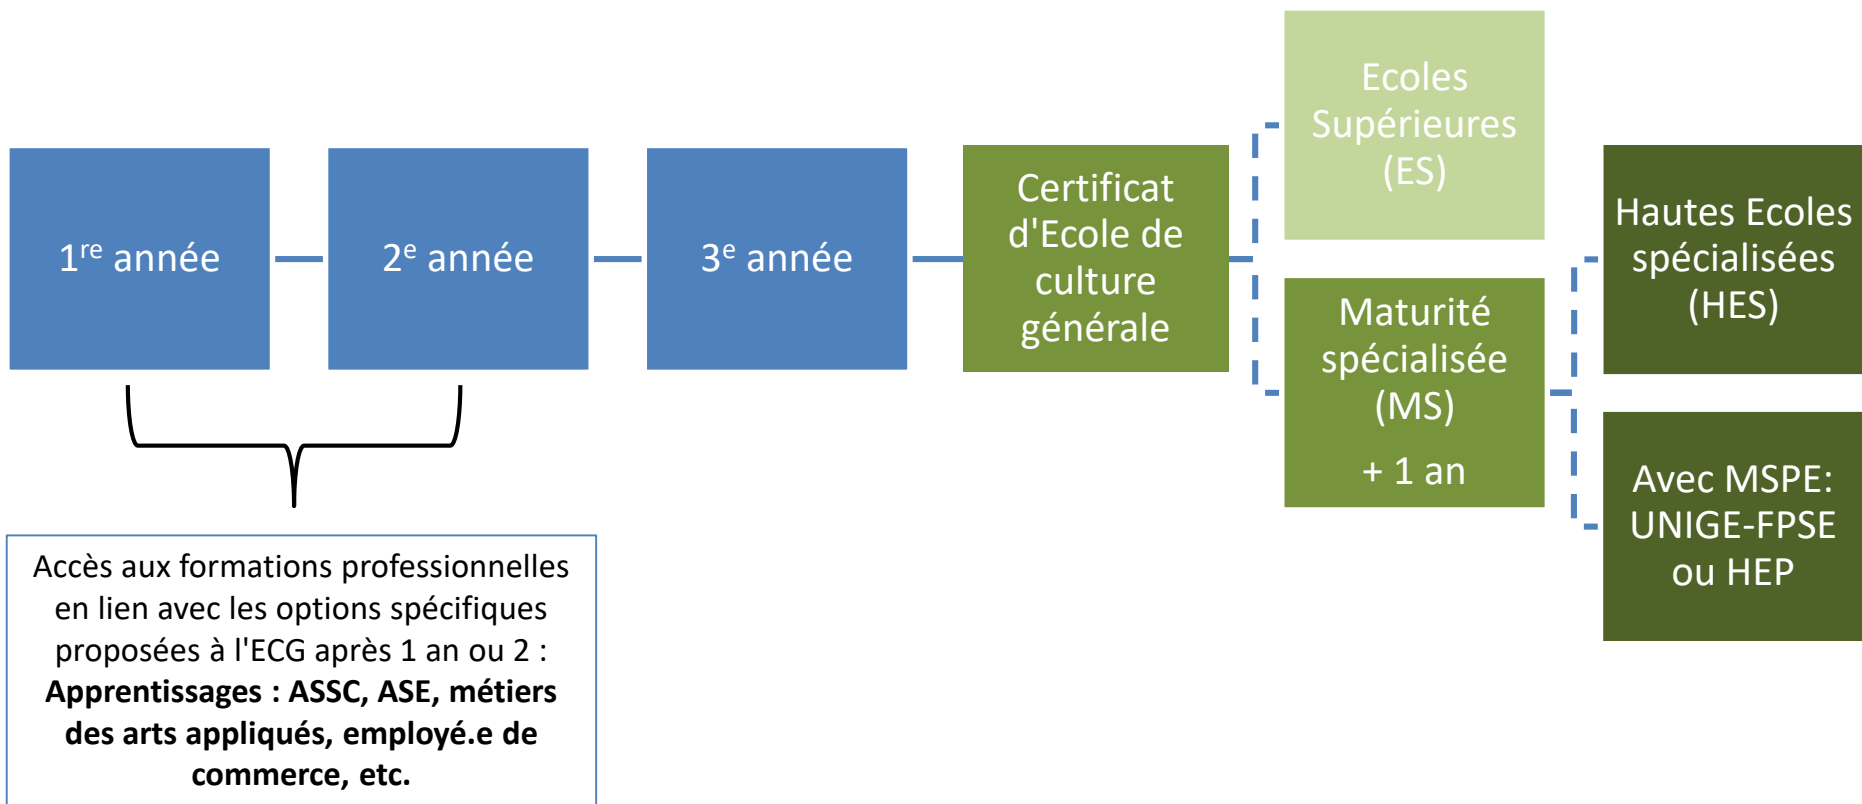 1re année
2e année
3e année
Certificat
d'Ecole de
culture
générale
Ecoles
Supérieures
(ES)
Maturité
spécialisée
(MS)
+ 1 an
Hautes Ecoles
spécialisées
(HES)
Avec MSPE:
UNIGE-FPSE
ou HEP
Accès aux formations professionnelles
en lien avec les options spécifiques
proposées à l'ECG après 1 an ou 2 :
Apprentissages : ASSC, ASE, métiers
des arts appliqués, employé.e de
commerce, etc.